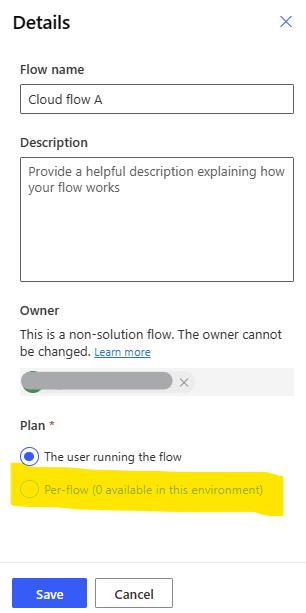 Details
Flow name
Cloud flow A
Description
Provide a helpful description explaining how
your flow works
Owner
This is a non-solution flow. The owner cannot
be changed. Learn more
Plan *
The user running the flow
Per-flow (0 available in this environment)
Save Cancel